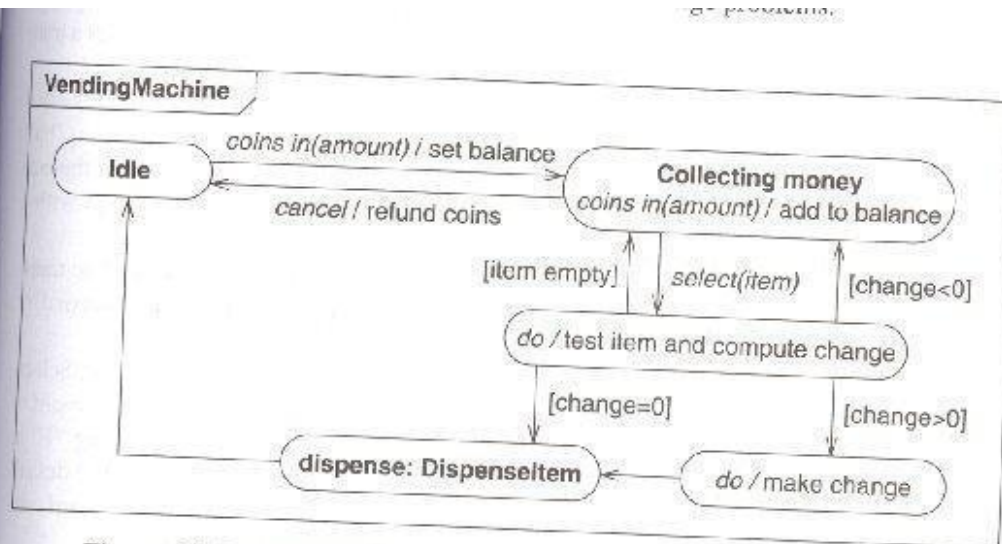 problems.
VendingMachine
Idle
coins in(amount) / set balance
cancel / refund coins
Collecting money
coins in(amount) / add to balance
[item empty]
select(item)
[change<0]
do / test item and compute change
[change=0]
[change>0]
dispense: DispenseItem
do / make change